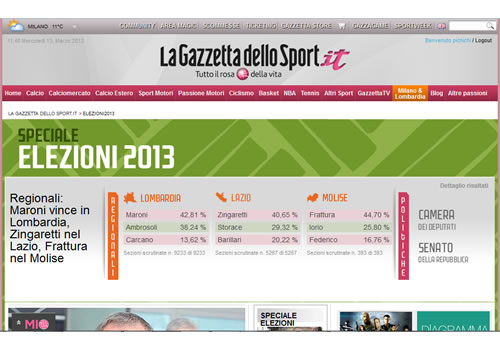 MILANO 11°C
COMMUNITY AREA MAGIC SCOMMESSE TICKETING GAZZETTA STORE GAZZAGAME SPORTWEEK
11:40 Mercoledì 13, Marzo 2013
Benvenuto pichichi / Logout
La Gazzetta dello Sport.it
Tutto il rosa della vita
Home Calcio Calciomercato Calcio Estero Sport Motori Passione Motori Ciclismo Basket NBA Tennis Altri Sport GazzettaTV Milano & Lombardia Blog Altre passioni
LA GAZZETTA DELLO SPORT.IT > ELEZIONI2013
SPECIALE
ELEZIONI 2013
Dettaglio risultati
Regionali:
Maroni vince in
Lombardia,
Zingaretti nel
Lazio, Frattura
nel Molise
REGIONALI
LOMBARDIA
Maroni 42,81 %
Ambrosoli 38,24 %
Carcano 13,62 %
Sezioni scrutinate n. 9233 di 9233
LAZIO
Zingaretti 40,65 %
Storace 29,32 %
Barillari 20,22 %
Sezioni scrutinate n. 5267 di 5267
MOLISE
Frattura 44,70 %
Iorio 25,80 %
Federico 16,76 %
Sezioni scrutinate n. 383 di 383
POLITICHE
CAMERA
DEI DEPUTATI
SENATO
DELLA REPUBBLICA
MIO
SPECIALE
ELEZIONI
DIAGRAMMA